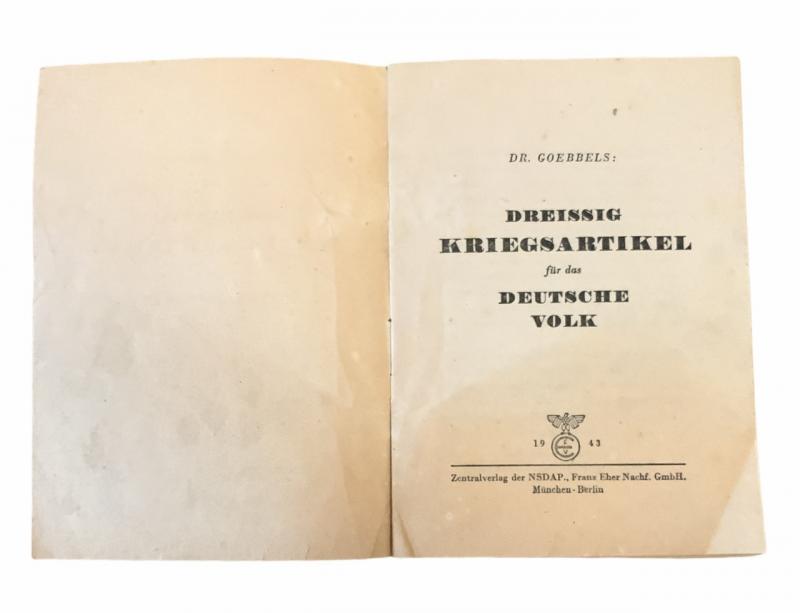 DR. GOEBBELS:
DREISSIG
KRIEGSARTIKEL
für das
DEUTSCHE
VOLK
19 43
Zentralverlag der NSDAP., Franz Eher Nachf. GmbH.
München - Berlin